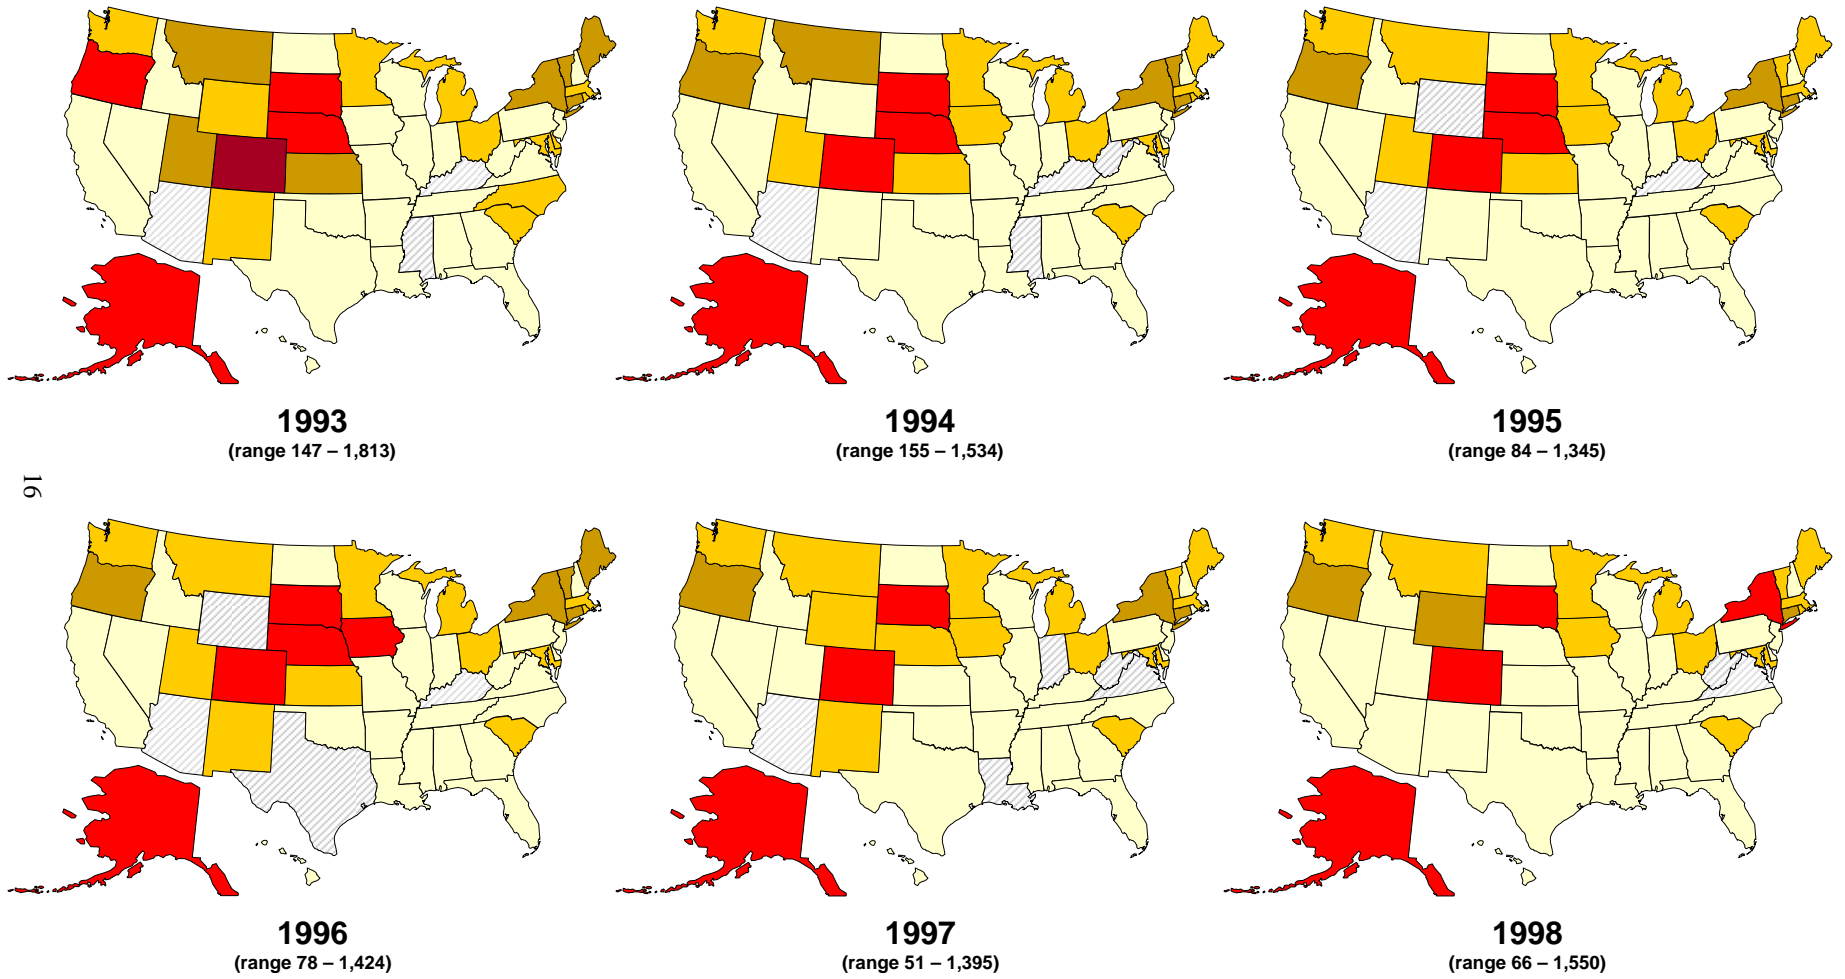 1993
(range 147 – 1,813)
1994
(range 155 – 1,534)
1995
(range 84 – 1,345)
16
1996
(range 78 – 1,424)
1997
(range 51 – 1,395)
1998
(range 66 – 1,550)